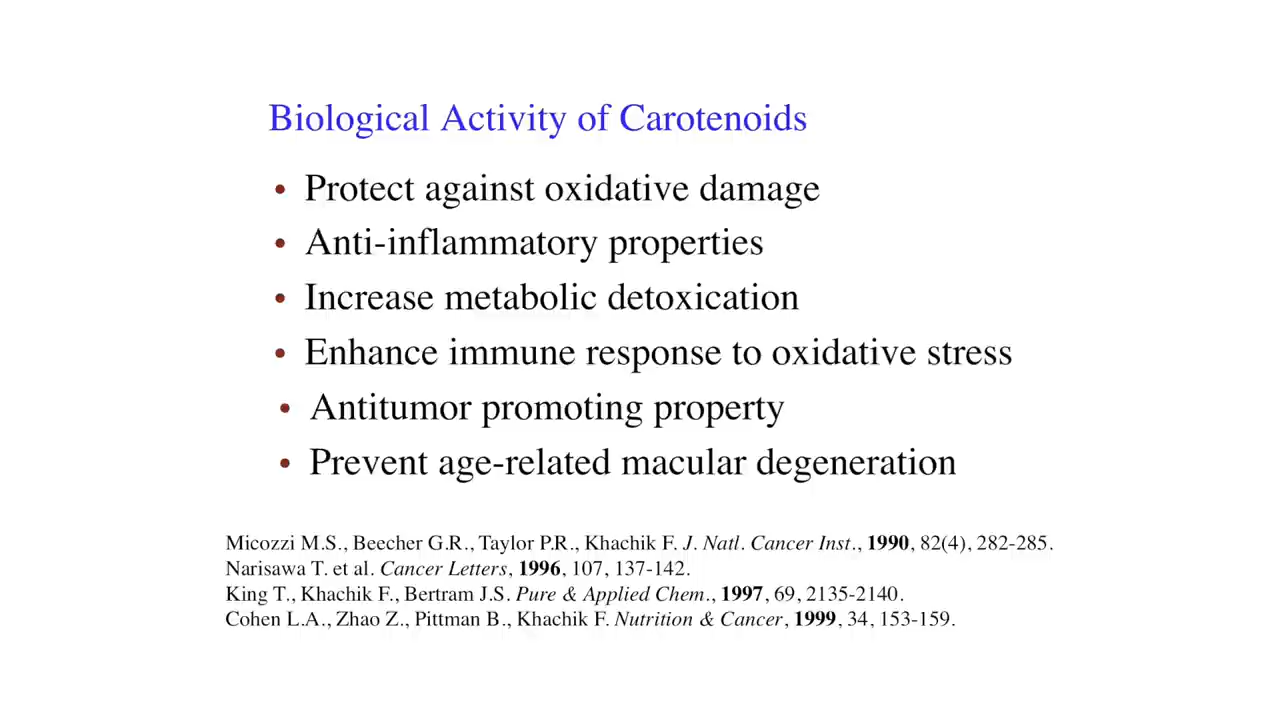 Biological Activity of Carotenoids
• Protect against oxidative damage
• Anti-inflammatory properties
• Increase metabolic detoxication
• Enhance immune response to oxidative stress
• Antitumor promoting property
• Prevent age-related macular degeneration
Micozzi M.S., Beecher G.R., Taylor P.R., Khachik F. J. Natl. Cancer Inst., 1990, 82(4), 282-285.
Narisawa T. et al. Cancer Letters, 1996, 107, 137-142.
King T., Khachik F., Bertram J.S. Pure & Applied Chem., 1997, 69, 2135-2140.
Cohen L.A., Zhao Z., Pittman B., Khachik F. Nutrition & Cancer, 1999, 34, 153-159.